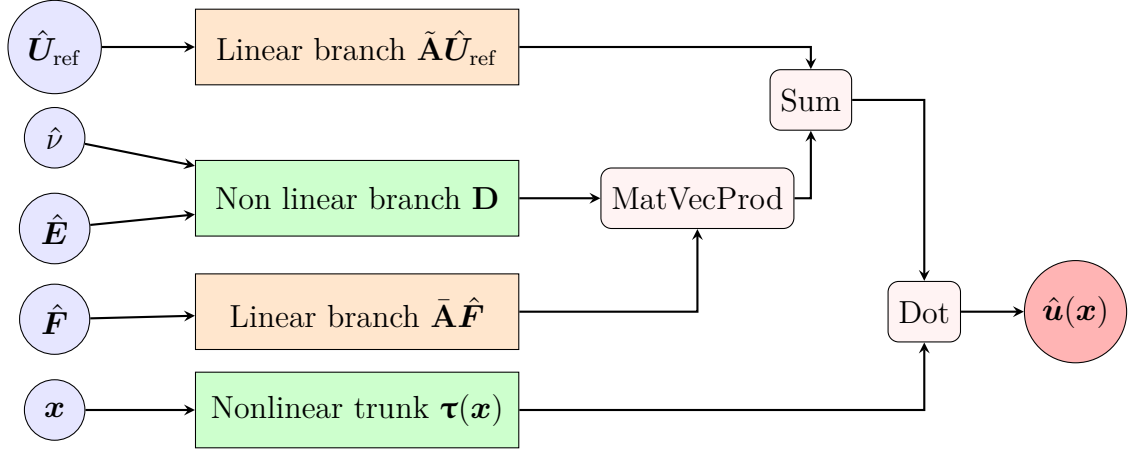 Û_ref
Linear branch ÃÛ_ref
Sum
ν̂
Non linear branch D
MatVecProd
Ê
F̂
Linear branch ĀF̂
Dot
û(x)
x
Nonlinear trunk τ(x)